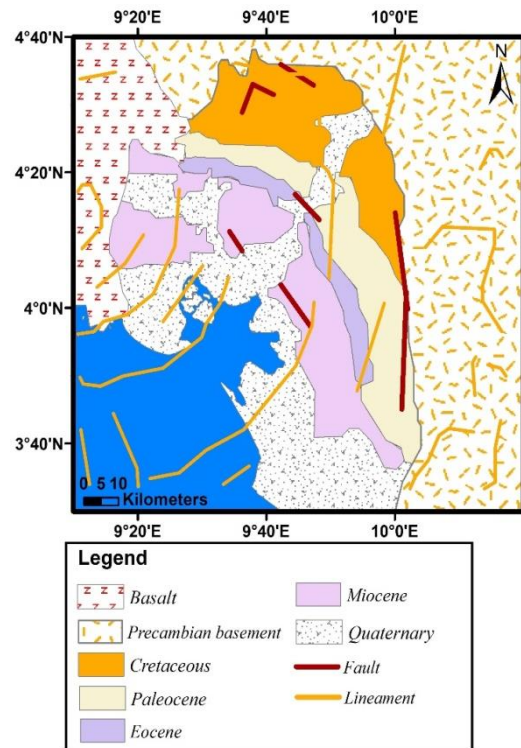 9°20'E 9°40'E 10°0'E
4°40'N
N
4°20'N
4°0'N
3°40'N
0 5 10
Kilometers
9°20'E 9°40'E 10°0'E
Legend
Basalt
Precambian basement
Cretaceous
Paleocene
Eocene
Miocene
Quaternary
Fault
Lineament